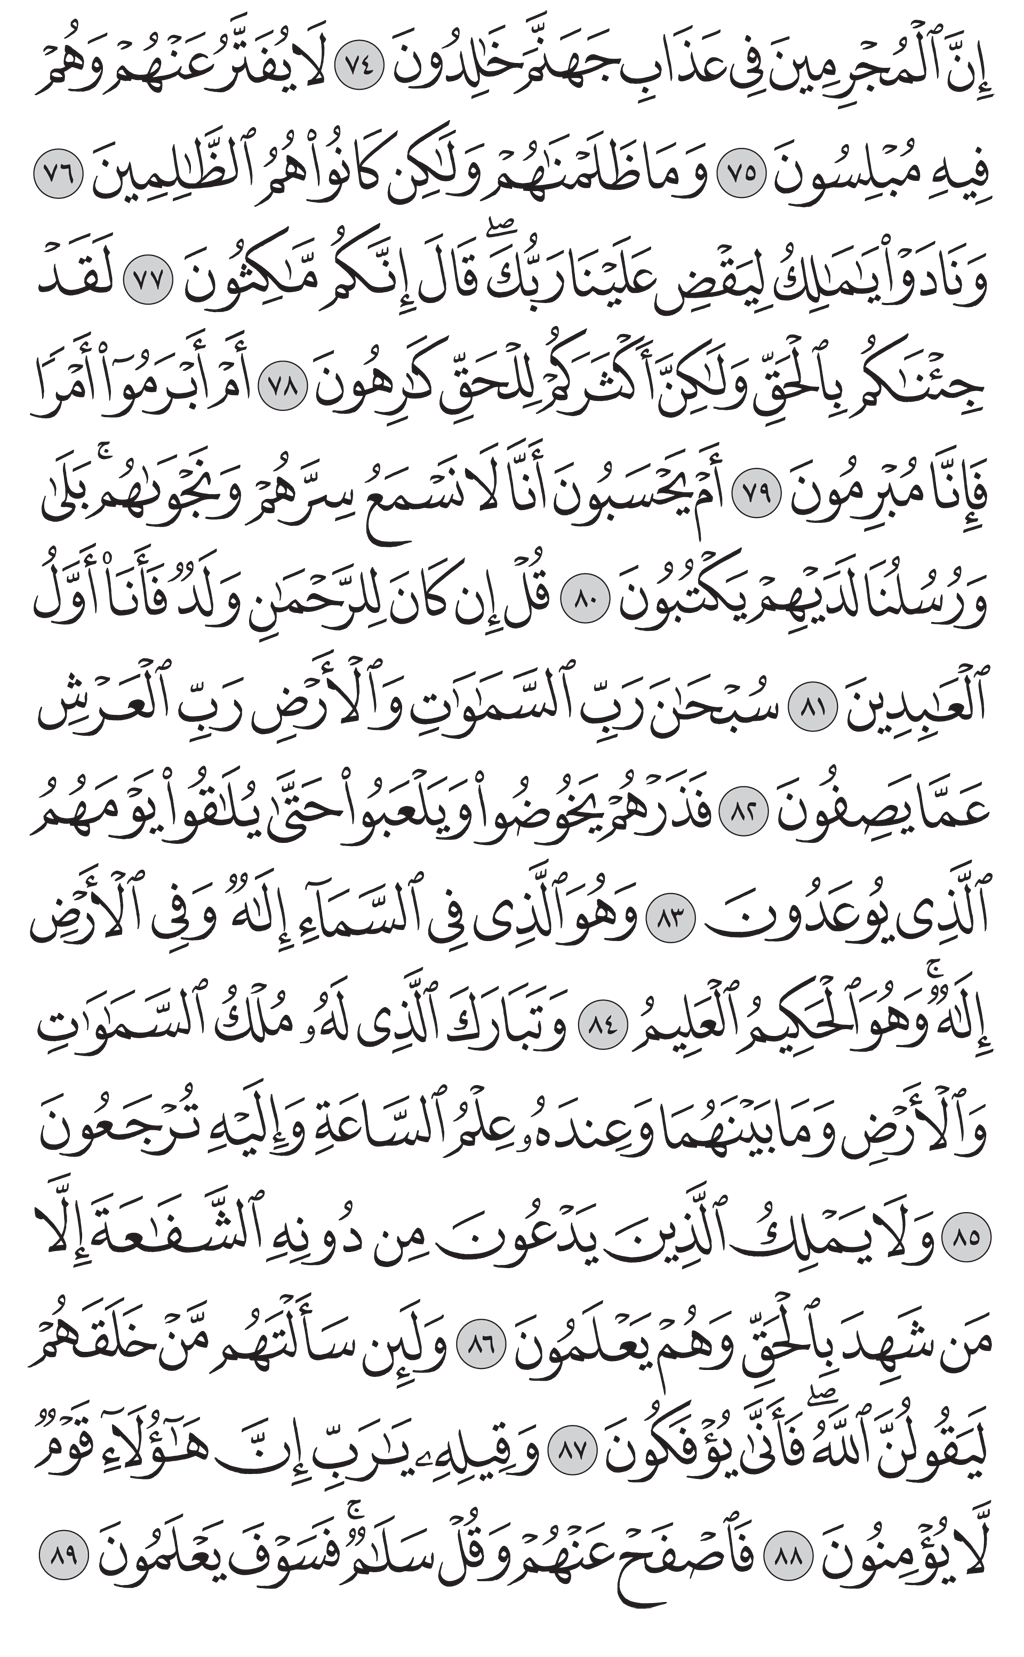 إِنَّ ٱلْمُجْرِمِينَ فِى عَذَابِ جَهَنَّمَ خَـٰلِدُونَ ٧٤ لَا يُفَتَّرُ عَنْهُمْ وَهُمْ
فِيهِ مُبْلِسُونَ ٧٥ وَمَا ظَلَمْنَـٰهُمْ وَلَـٰكِن كَانُوا۟ هُمُ ٱلظَّـٰلِمِينَ ٧٦
وَنَادَوْا۟ يَـٰمَـٰلِكُ لِيَقْضِ عَلَيْنَا رَبُّكَ ۖ قَالَ إِنَّكُم مَّـٰكِثُونَ ٧٧ لَقَدْ
جِئْنَـٰكُم بِٱلْحَقِّ وَلَـٰكِنَّ أَكْثَرَكُمْ لِلْحَقِّ كَـٰرِهُونَ ٧٨ أَمْ أَبْرَمُوٓا۟ أَمْرًا
فَإِنَّا مُبْرِمُونَ ٧٩ أَمْ يَحْسَبُونَ أَنَّا لَا نَسْمَعُ سِرَّهُمْ وَنَجْوَىٰهُم ۚ بَلَىٰ
وَرُسُلُنَا لَدَيْهِمْ يَكْتُبُونَ ٨٠ قُلْ إِن كَانَ لِلرَّحْمَـٰنِ وَلَدٌ فَأَنَا۠ أَوَّلُ
ٱلْعَـٰبِدِينَ ٨١ سُبْحَـٰنَ رَبِّ ٱلسَّمَـٰوَٰتِ وَٱلْأَرْضِ رَبِّ ٱلْعَرْشِ
عَمَّا يَصِفُونَ ٨٢ فَذَرْهُمْ يَخُوضُوا۟ وَيَلْعَبُوا۟ حَتَّىٰ يُلَـٰقُوا۟ يَوْمَهُمُ
ٱلَّذِى يُوعَدُونَ ٨٣ وَهُوَ ٱلَّذِى فِى ٱلسَّمَآءِ إِلَـٰهٌ وَفِى ٱلْأَرْضِ
إِلَـٰهٌ ۚ وَهُوَ ٱلْحَكِيمُ ٱلْعَلِيمُ ٨٤ وَتَبَارَكَ ٱلَّذِى لَهُۥ مُلْكُ ٱلسَّمَـٰوَٰتِ
وَٱلْأَرْضِ وَمَا بَيْنَهُمَا وَعِندَهُۥ عِلْمُ ٱلسَّاعَةِ وَإِلَيْهِ تُرْجَعُونَ
٨٥ وَلَا يَمْلِكُ ٱلَّذِينَ يَدْعُونَ مِن دُونِهِ ٱلشَّفَـٰعَةَ إِلَّا
مَن شَهِدَ بِٱلْحَقِّ وَهُمْ يَعْلَمُونَ ٨٦ وَلَئِن سَأَلْتَهُم مَّنْ خَلَقَهُمْ
لَيَقُولُنَّ ٱللَّهُ ۖ فَأَنَّىٰ يُؤْفَكُونَ ٨٧ وَقِيلِهِۦ يَـٰرَبِّ إِنَّ هَـٰٓؤُلَآءِ قَوْمٌ
لَّا يُؤْمِنُونَ ٨٨ فَٱصْفَحْ عَنْهُمْ وَقُلْ سَلَـٰمٌ ۚ فَسَوْفَ يَعْلَمُونَ ٨٩